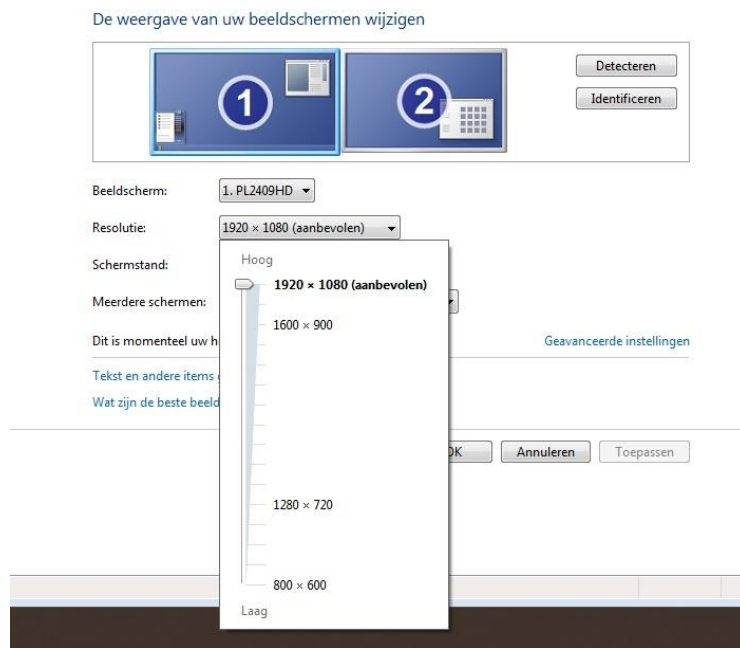 De weergave van uw beeldschermen wijzigen
1
2
Detecteren
Identificeren
Beeldscherm:
1. PL2409HD
Resolutie:
1920 × 1080 (aanbevolen)
Schermstand:
Hoog
1920 × 1080 (aanbevolen)
Meerdere schermen:
1600 × 900
Dit is momenteel uw
Geavanceerde instellingen
Tekst en andere items
Wat zijn de beste
Annuleren
Toepassen
1280 × 720
800 × 600
Laag